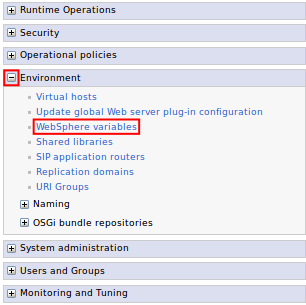 Runtime Operations
Security
Operational policies
Environment
Virtual hosts
Update global Web server plug-in configuration
WebSphere variables
Shared libraries
SIP application routers
Replication domains
URI Groups
Naming
OSGi bundle repositories
System administration
Users and Groups
Monitoring and Tuning